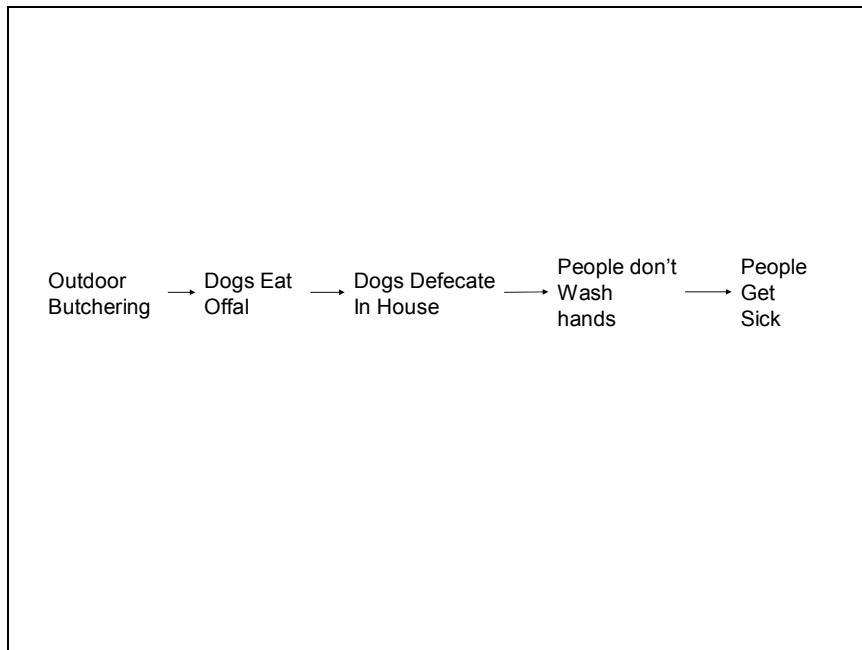 Outdoor
Butchering
Dogs Eat
Offal
Dogs Defecate
In House
People don’t
Wash
hands
People
Get
Sick